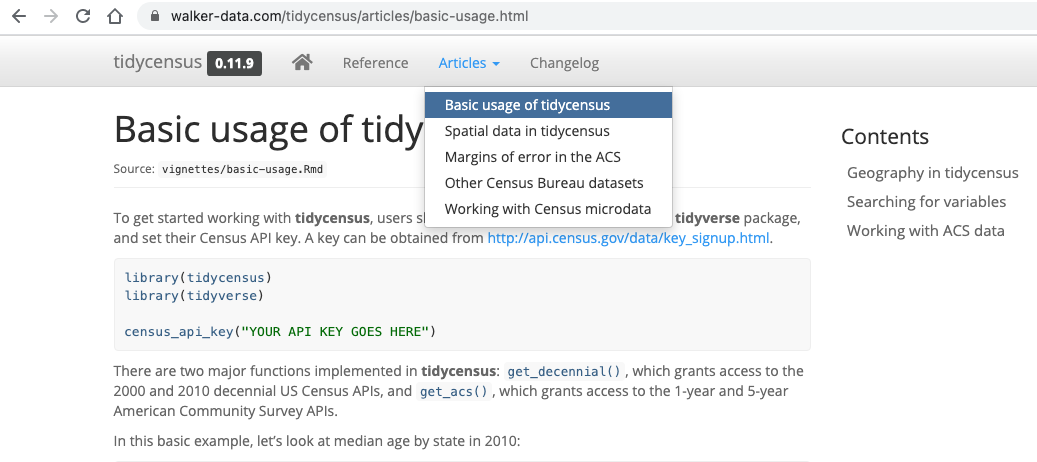 walker-data.com/tidycensus/articles/basic-usage.html
tidycensus 0.11.9 Reference Articles Changelog
Basic usage of tidycensus
Spatial data in tidycensus
Margins of error in the ACS
Other Census Bureau datasets
Working with Census microdata
Basic usage of tidy
Source: vignettes/basic-usage.Rmd
To get started working with tidycensus, users tidyverse package,
and set their Census API key. A key can be obtained from http://api.census.gov/data/key_signup.html.
library(tidycensus)
library(tidyverse)
census_api_key("YOUR API KEY GOES HERE")
There are two major functions implemented in tidycensus: get_decennial(), which grants access to the
2000 and 2010 decennial US Census APIs, and get_acs(), which grants access to the 1-year and 5-year
American Community Survey APIs.
In this basic example, let's look at median age by state in 2010:
Contents
Geography in tidycensus
Searching for variables
Working with ACS data